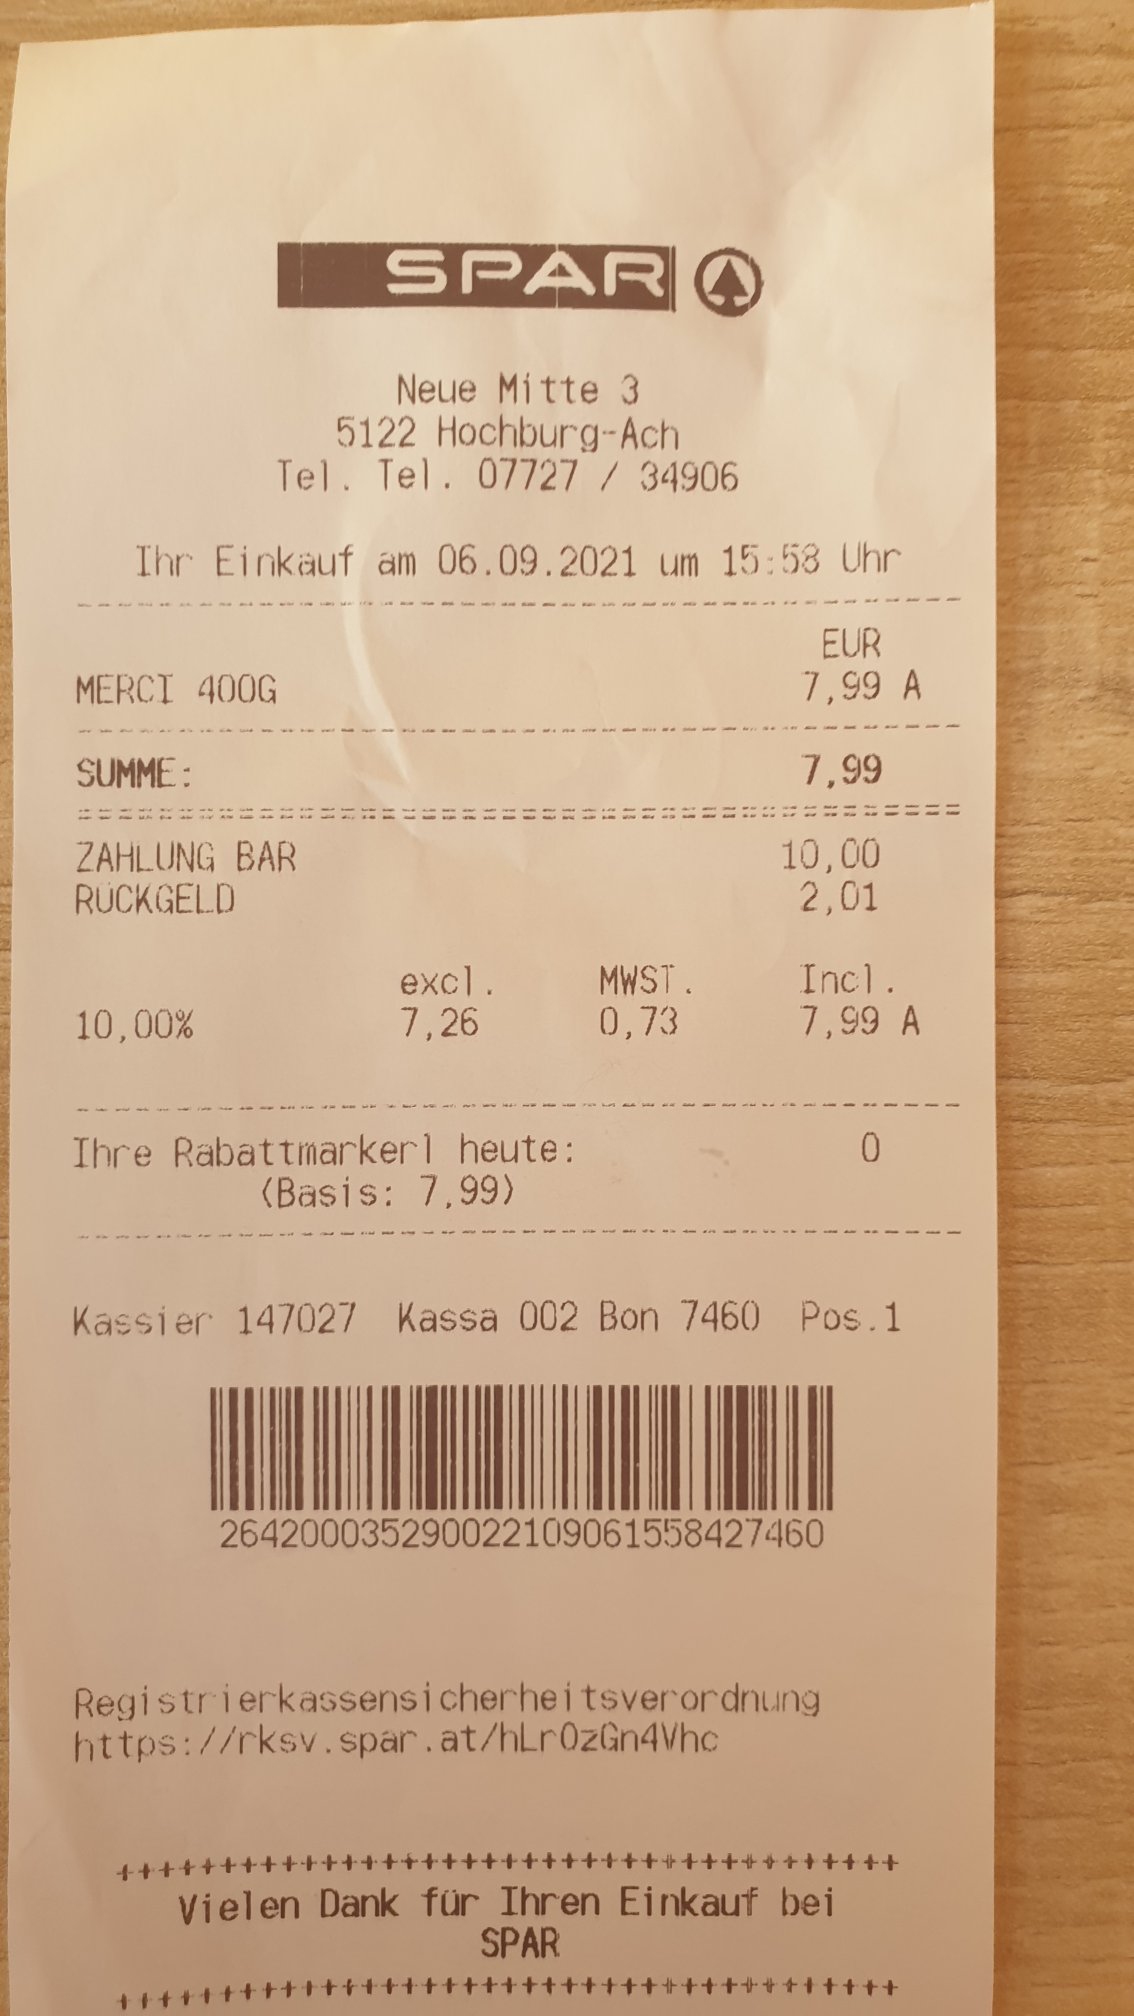 SPAR
Neue Mitte 3
5122 Hochburg-Ach
Tel. Tel. 07727 / 34906
Ihr Einkauf am 06.09.2021 um 15:58 Uhr
EUR
MERCI 400G 7,99 A
SUMME: 7,99
ZAHLUNG BAR 10,00
RÜCKGELD 2,01
excl. MWST. Incl.
10,00% 7,26 0,73 7,99 A
Ihre Rabattmarkerl heute: 0
(Basis: 7,99)
Kassier 147027 Kassa 002 Bon 7460 Pos.1
264200035290022109061558427460
Registrierkassensicherheitsverordnung
https://rksv.spar.at/hLrOzGn4Vhc
+++++++++++++++++++++++++++++++++++++++
Vielen Dank für Ihren Einkauf bei
SPAR
+++++++++++++++++++++++++++++++++++++++